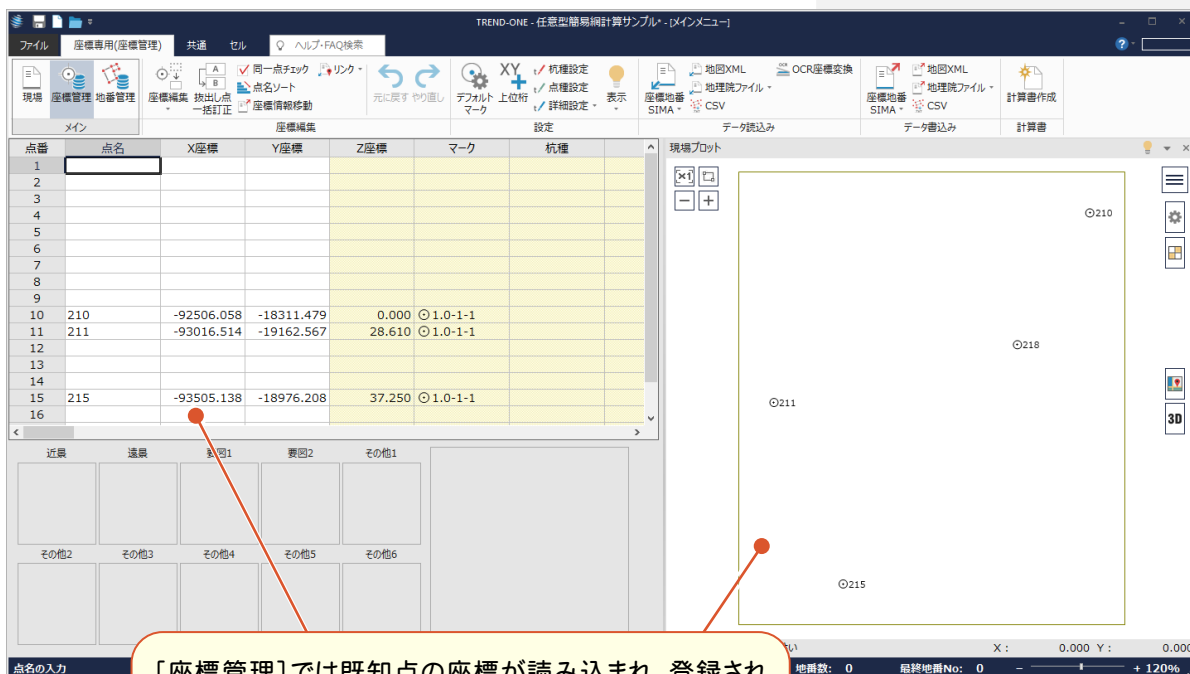 TREND-ONE - 任意型簡易網計算サンプル* - [メインメニュー]
ファイル 座標専用(座標管理) 共通 セル ヘルプ・FAQ検索
現場 座標管理 地番管理
メイン
座標編集 抜出し点一括訂正 同一点チェック 点名ソート 座標情報移動 リンク 元に戻す やり直し
A
B
座標編集
デフォルトマーク XY 上位桁 杭種設定 点種設定 詳細設定 表示
設定
座標地番 SIMA 地図XML 地理院ファイル CSV OCR座標変換
データ読込み
座標地番 SIMA 地図XML 地理院ファイル CSV
データ書込み
計算書作成
計算書
点番 点名 X座標 Y座標 Z座標 マーク 杭種
1
2
3
4
5
6
7
8
9
10 210 -92506.058 -18311.479 0.000 1.0-1-1
11 211 -93016.514 -19162.567 28.610 1.0-1-1
12
13
14
15 215 -93505.138 -18976.208 37.250 1.0-1-1
16
近景 遠景 要図1 要図2 その他1
その他2 その他3 その他4 その他5 その他6
現場プロット
×1
210
218
211
215
3D
X : 0.000 Y : 0.000
点名の入力
[座標管理]では既知点の座標が読み込まれ、登録され
地番数: 0 最終地番No: 0 − + 120%